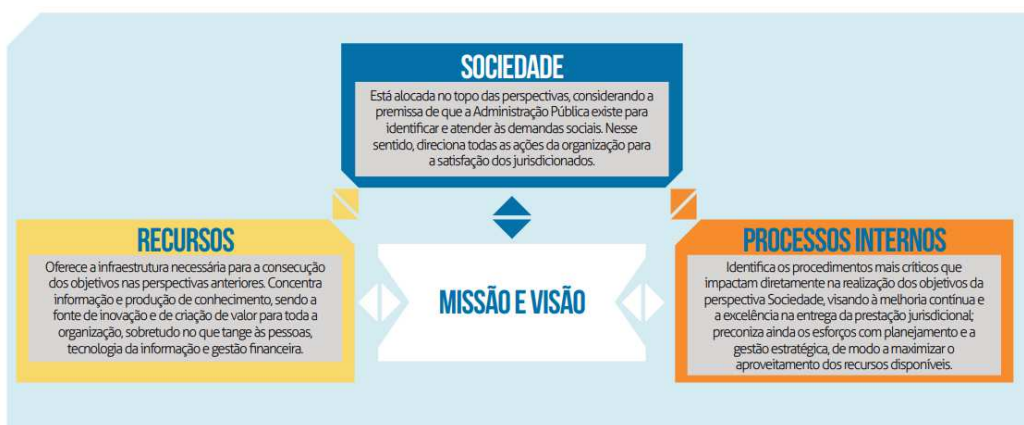 SOCIEDADE
Está alocada no topo das perspectivas, considerando a
premissa de que a Administração Pública existe para
identificar e atender às demandas sociais. Nesse
sentido, direciona todas as ações da organização para
a satisfação dos jurisdicionados.
RECURSOS
Oferece a infraestrutura necessária para a consecução
dos objetivos nas perspectivas anteriores. Concentra
informação e produção de conhecimento, sendo a
fonte de inovação e de criação de valor para toda a
organização, sobretudo no que tange às pessoas,
tecnologia da informação e gestão financeira.
MISSÃO E VISÃO
PROCESSOS INTERNOS
Identifica os procedimentos mais críticos que
impactam diretamente na realização dos objetivos da
perspectiva Sociedade, visando à melhoria contínua e
a excelência na entrega da prestação jurisdicional;
preconiza ainda os esforços com planejamento e a
gestão estratégica, de modo a maximizar o
aproveitamento dos recursos disponíveis.